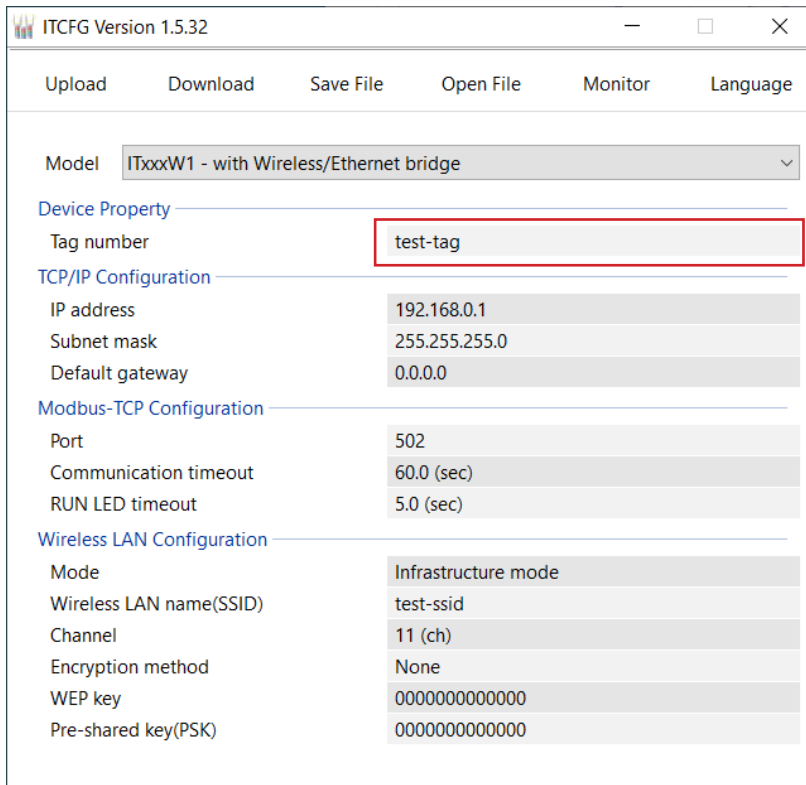 ITCFG Version 1.5.32
Upload Download Save File Open File Monitor Language
Model ITxxxW1 - with Wireless/Ethernet bridge
Device Property
Tag number test-tag
TCP/IP Configuration
IP address 192.168.0.1
Subnet mask 255.255.255.0
Default gateway 0.0.0.0
Modbus-TCP Configuration
Port 502
Communication timeout 60.0 (sec)
RUN LED timeout 5.0 (sec)
Wireless LAN Configuration
Mode Infrastructure mode
Wireless LAN name(SSID) test-ssid
Channel 11 (ch)
Encryption method None
WEP key 0000000000000
Pre-shared key(PSK) 0000000000000